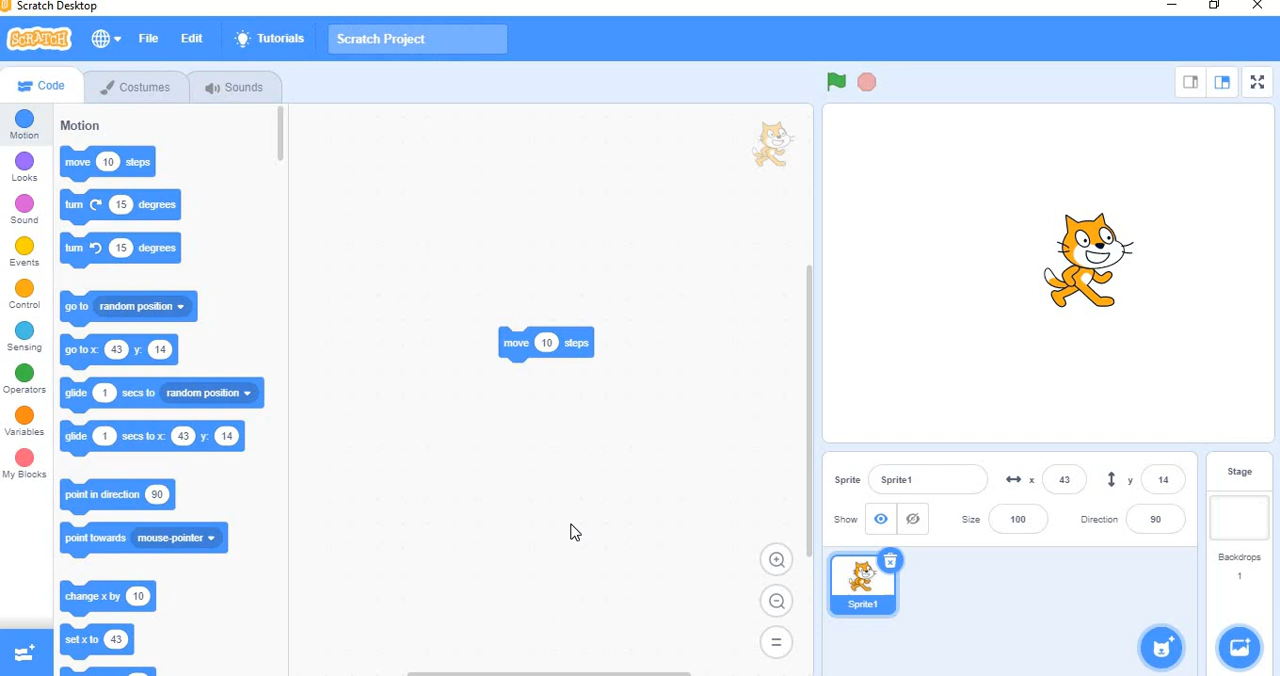 Scratch Desktop
SCRATCH File Edit Tutorials Scratch Project
Code Costumes Sounds
Motion
Looks
Sound
Events
Control
Sensing
Operators
Variables
My Blocks
Motion
move 10 steps
turn 15 degrees
turn 15 degrees
go to random position
go to x: 43 y: 14
glide 1 secs to random position
glide 1 secs to x: 43 y: 14
point in direction 90
point towards mouse-pointer
change x by 10
set x to 43
move 10 steps
Sprite Sprite1 x 43 y 14
Show Size 100 Direction 90
Sprite1
Stage
Backdrops
1